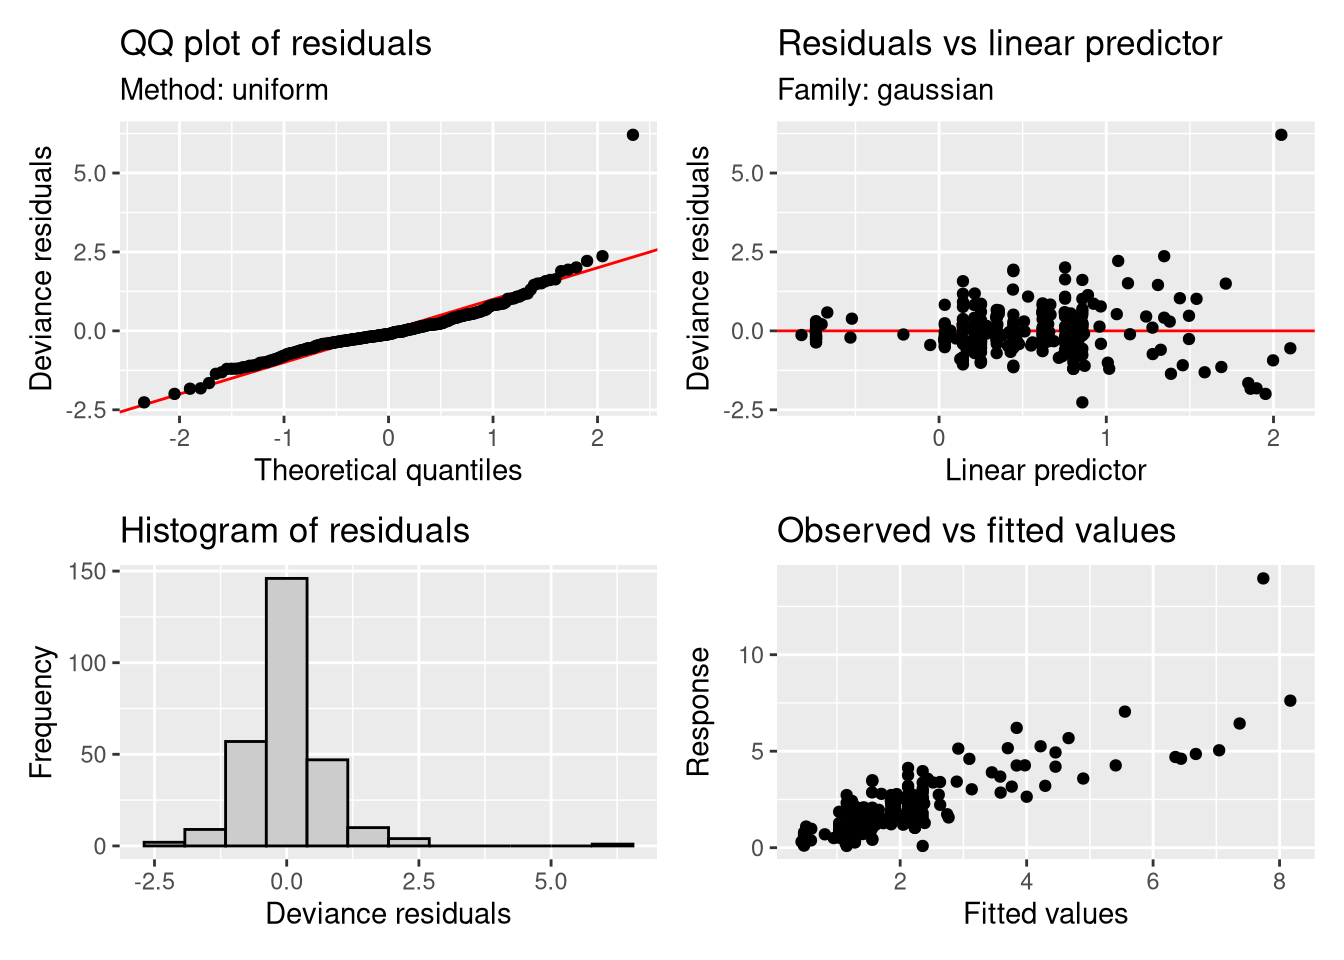 QQ plot of residuals
Method: uniform
Deviance residuals
5.0
2.5
0.0
-2.5
-2 -1 0 1 2
Theoretical quantiles
Residuals vs linear predictor
Family: gaussian
Deviance residuals
5.0
2.5
0.0
-2.5
0 1 2
Linear predictor
Histogram of residuals
Frequency
150
100
50
0
-2.5 0.0 2.5 5.0
Deviance residuals
Observed vs fitted values
Response
10
5
0
2 4 6 8
Fitted values